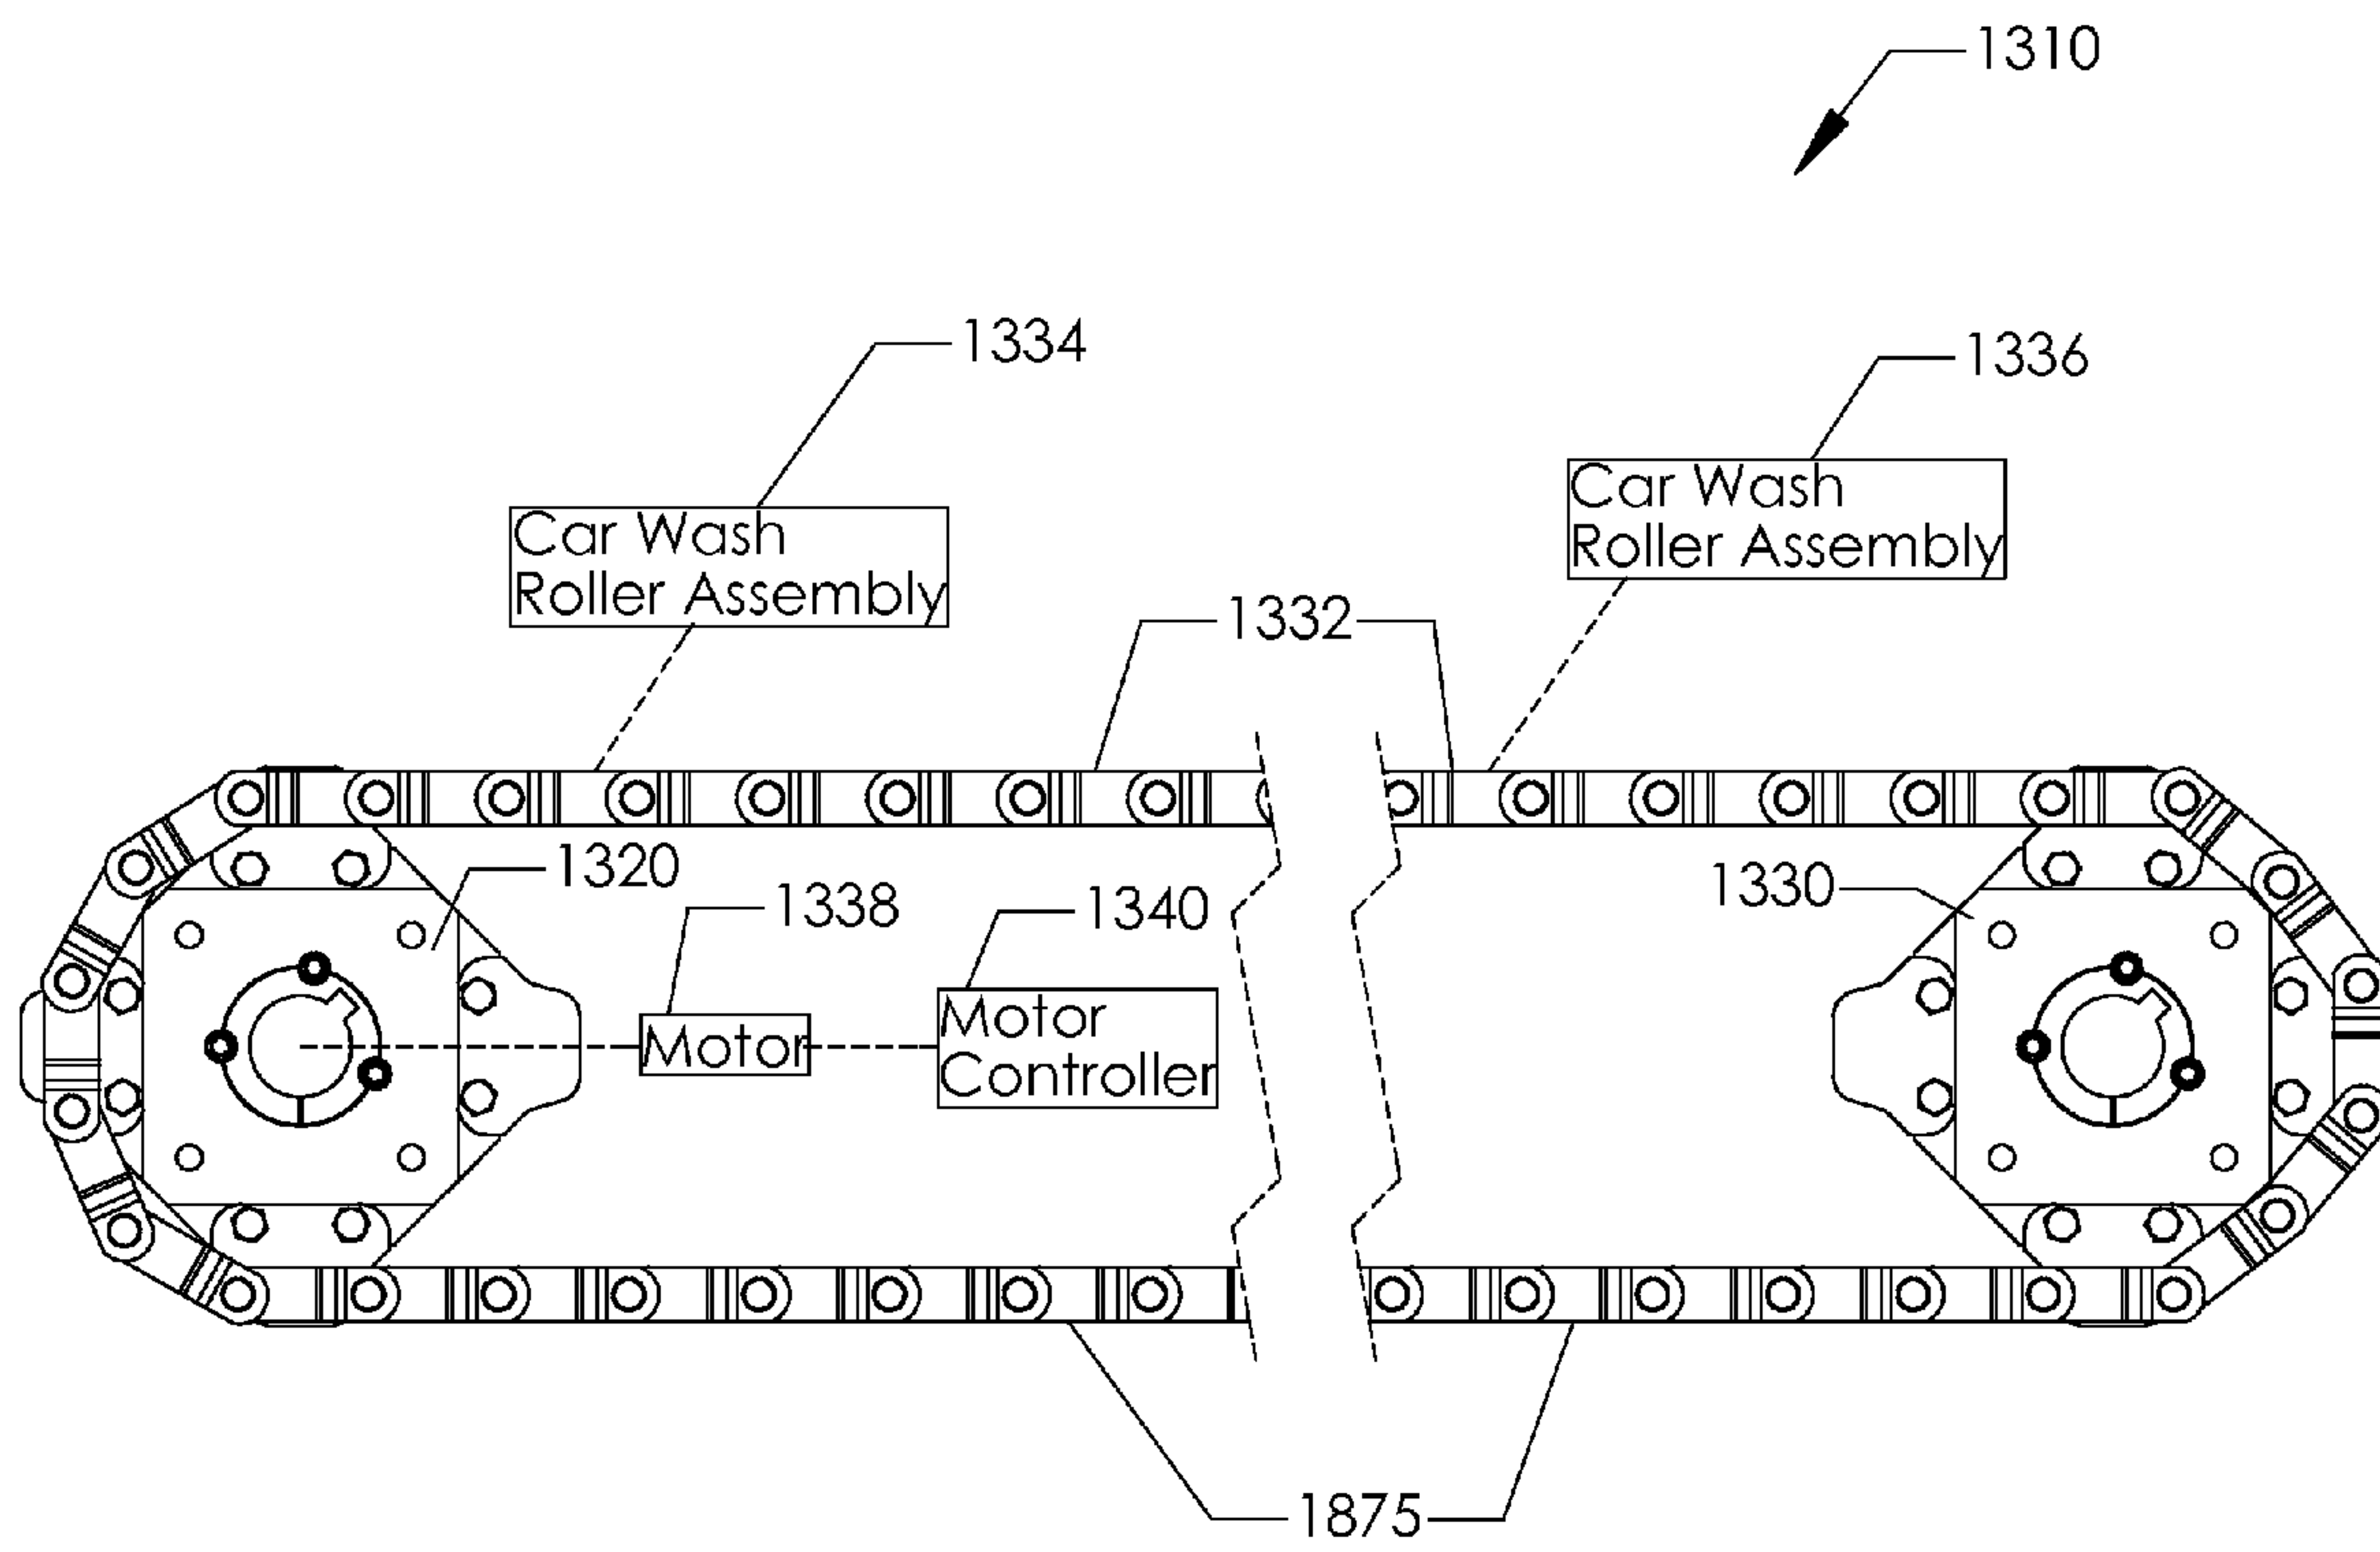 1310
1334
1336
Car Wash
Roller Assembly
Car Wash
Roller Assembly
1332
1320
1338
1340
1330
Motor
Motor
Controller
1875